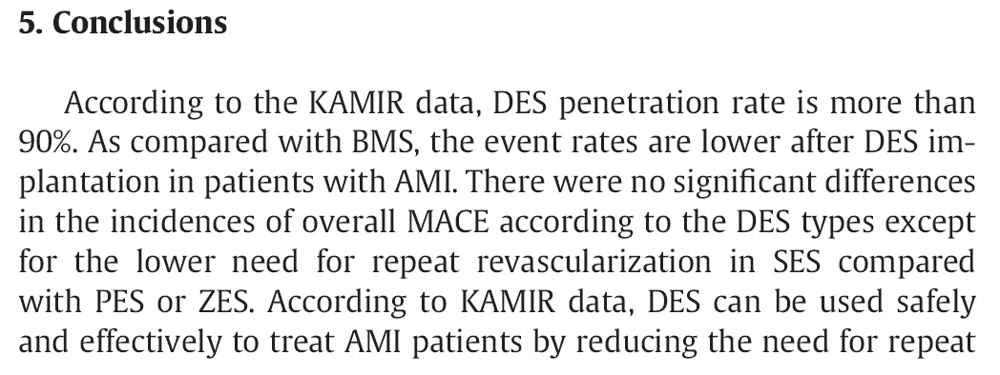 5. Conclusions
According to the KAMIR data, DES penetration rate is more than
90%. As compared with BMS, the event rates are lower after DES im-
plantation in patients with AMI. There were no significant differences
in the incidences of overall MACE according to the DES types except
for the lower need for repeat revascularization in SES compared
with PES or ZES. According to KAMIR data, DES can be used safely
and effectively to treat AMI patients by reducing the need for repeat